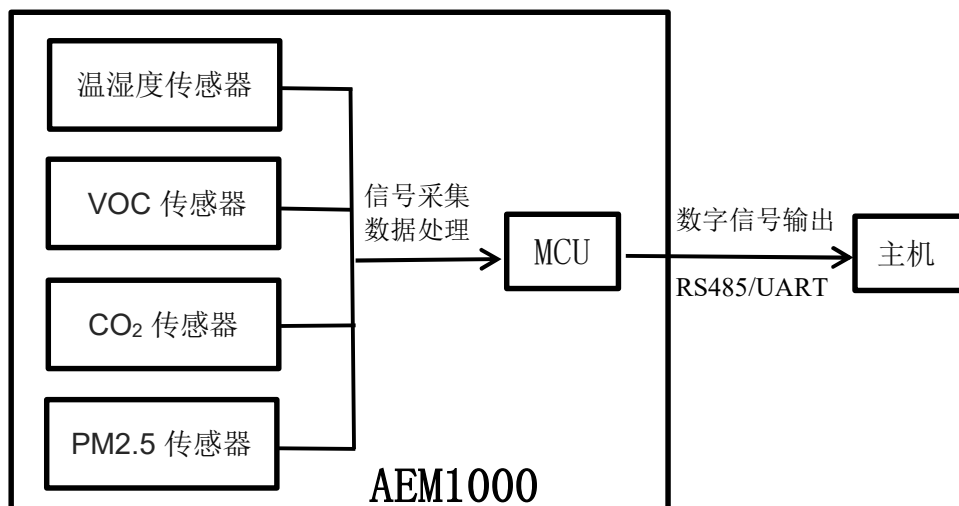 温湿度传感器
VOC 传感器
CO₂ 传感器
PM2.5 传感器
信号采集
数据处理
MCU
数字信号输出
RS485/UART
主机
AEM1000